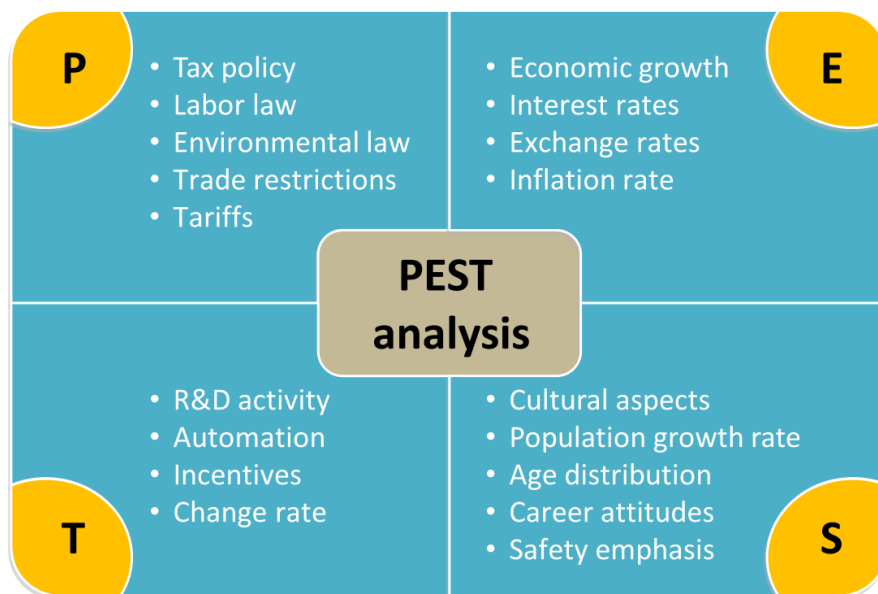 P
• Tax policy
• Labor law
• Environmental law
• Trade restrictions
• Tariffs
E
• Economic growth
• Interest rates
• Exchange rates
• Inflation rate
PEST
analysis
T
• R&D activity
• Automation
• Incentives
• Change rate
S
• Cultural aspects
• Population growth rate
• Age distribution
• Career attitudes
• Safety emphasis